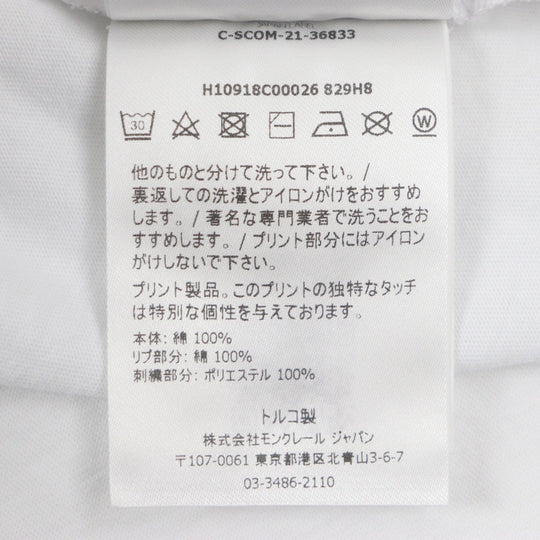 C-SCOM-21-36833
H10918C00026 829H8
30
W
他のものと分けて洗って下さい。/
裏返しての洗濯とアイロンがけをおすすめ
します。/ 著名な専門業者で洗うことをお
すすめします。/ プリント部分にはアイロン
がけしないで下さい。
プリント製品。このプリントの独特なタッチ
は特別な個性を与えております。
本体: 綿 100%
リブ部分: 綿 100%
刺繍部分: ポリエステル 100%
トルコ製
株式会社モンクレール ジャパン
〒107-0061 東京都港区北青山3-6-7
03-3486-2110